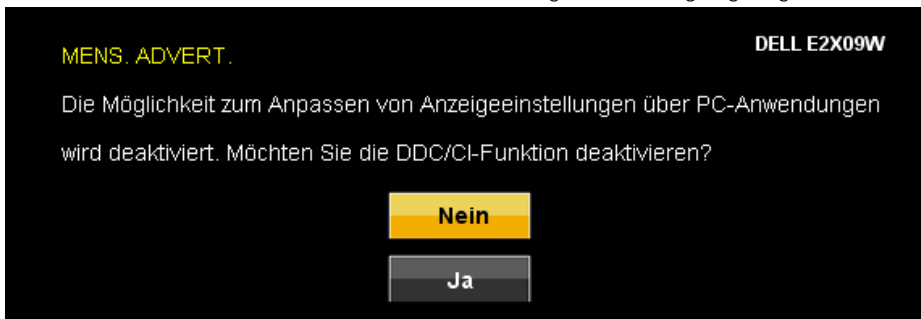 MENS. ADVERT.
DELL E2X09W
Die Möglichkeit zum Anpassen von Anzeigeeinstellungen über PC-Anwendungen
wird deaktiviert. Möchten Sie die DDC/CI-Funktion deaktivieren?
Nein
Ja